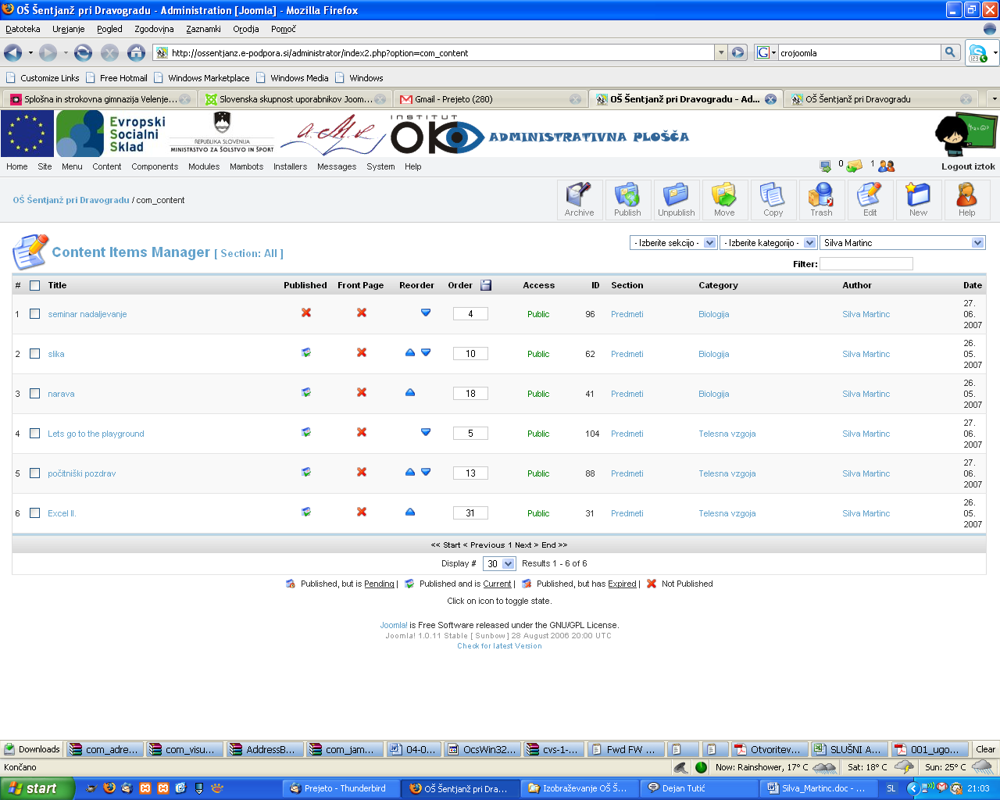 OŠ Šentjanž pri Dravogradu - Administration [Joomla] - Mozilla Firefox
Datoteka Urejanje Pogled Zgodovina Zaznamki Orodja Pomoč
http://ossentjanz.e-podpora.si/administrator/index2.php?option=com_content G crojoomla
Customize Links Free Hotmail Windows Marketplace Windows Media Windows
Splošna in strokovna gimnazija Velenje... Slovenska skupnost uporabnikov Joom... Gmail - Prejeto (280) OŠ Šentjanž pri Dravogradu - Ad... OŠ Šentjanž pri Dravogradu
Evropski
Socialni
Sklad
REPUBLIKA SLOVENIJA
MINISTRSTVO ZA ŠOLSTVO IN ŠPORT
INSTITUT
OKO ADMINISTRATIVNA PLOŠČA
Home Site Menu Content Components Modules Mambots Installers Messages System Help 0 1 Logout iztok
OŠ Šentjanž pri Dravogradu / com_content
Archive Publish Unpublish Move Copy Trash Edit New Help
Content Items Manager [ Section: All ]
- Izberite sekcijo - - Izberite kategorijo - Silva Martinc
Filter:
# Title Published Front Page Reorder Order Access ID Section Category Author Date
1 seminar nadaljevanje 4 Public 96 Predmeti Biologija Silva Martinc 27. 06. 2007
2 slika 10 Public 62 Predmeti Biologija Silva Martinc 26. 05. 2007
3 narava 18 Public 41 Predmeti Biologija Silva Martinc 26. 05. 2007
4 Lets go to the playground 5 Public 104 Predmeti Telesna vzgoja Silva Martinc 27. 06. 2007
5 počitniški pozdrav 13 Public 88 Predmeti Telesna vzgoja Silva Martinc 27. 06. 2007
6 Excel II. 31 Public 31 Predmeti Telesna vzgoja Silva Martinc 26. 05. 2007
<< Start < Previous 1 Next > End >>
Display # 30 Results 1 - 6 of 6
Published, but is Pending | Published and is Current | Published, but has Expired | Not Published
Click on icon to toggle state.
Joomla! is Free Software released under the GNU/GPL License.
Joomla! 1.0.11 Stable [ Sunbow ] 28 August 2006 20:00 UTC
Check for latest Version
Downloads com_adre... com_visu... AddressB... com_jam... 04-0... OcsWin32... cvs-1-... Fwd FW ... Otvoritev... SLUŠNI A... 001_ugo... Clear
Končano Now: Rainshower, 17° C Sat: 18° C Sun: 25° C
start Prejeto - Thunderbird OŠ Šentjanž pri Dra... Izobraževanje OŠ Š... Dejan Tutić Silva_Martinc.doc - ... SL 21:03